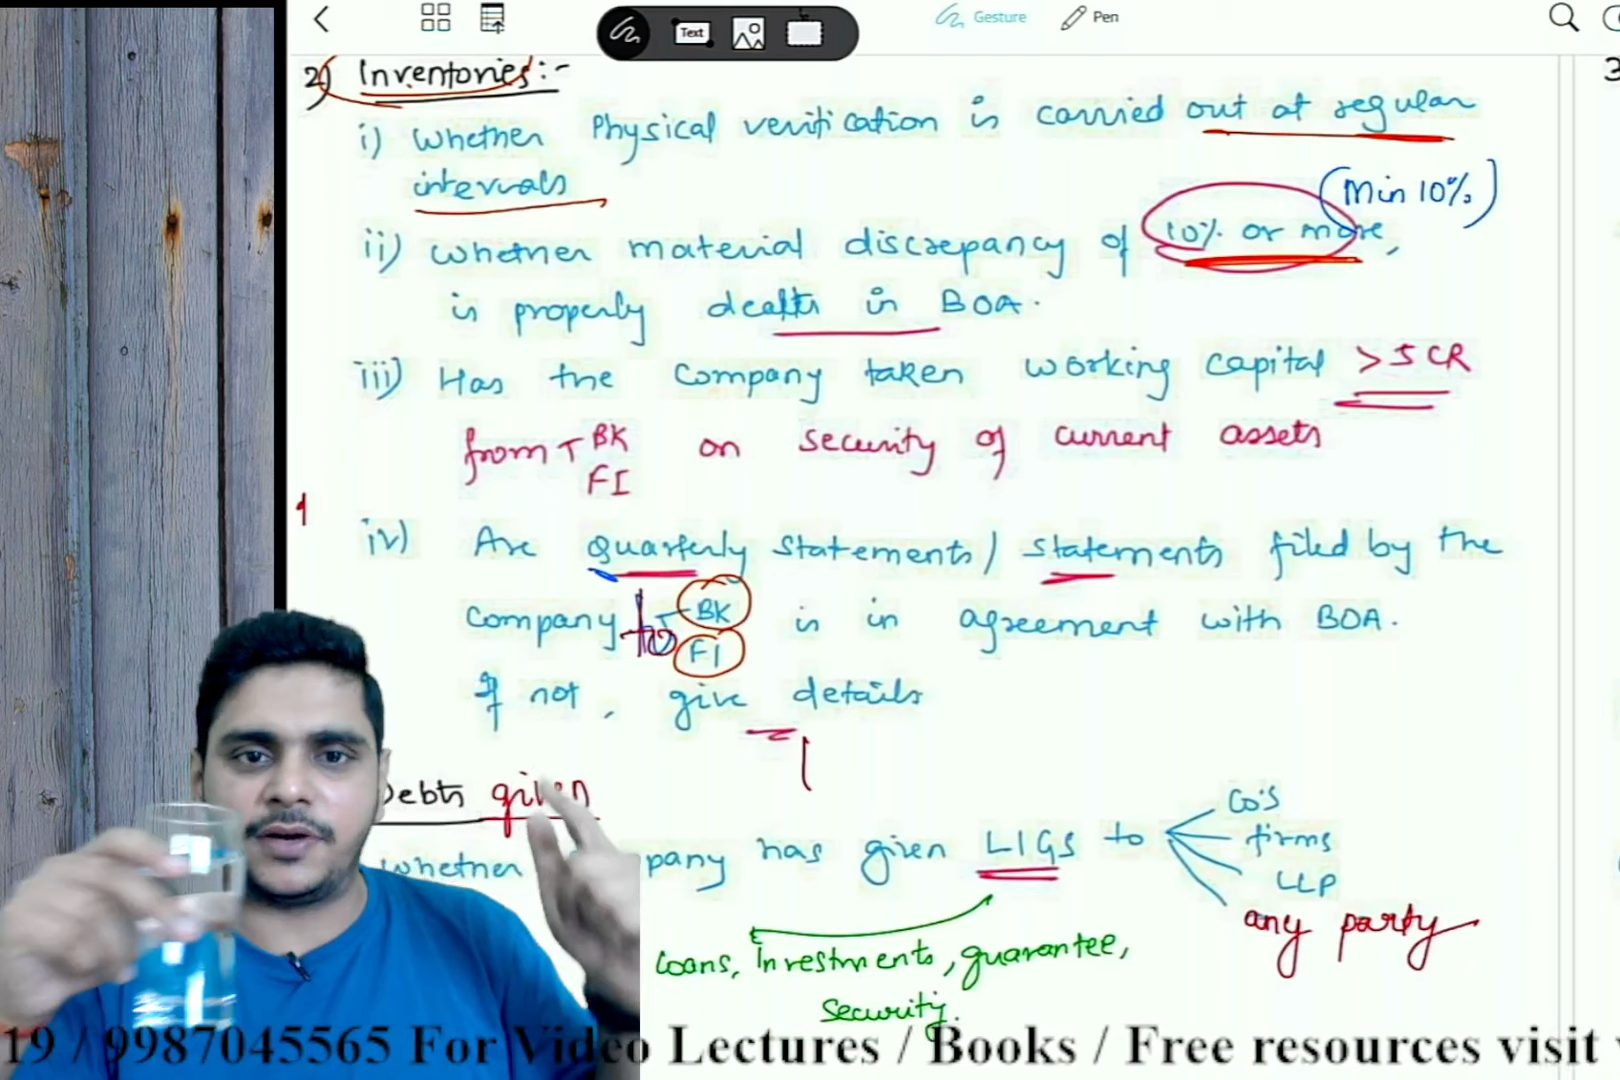 Gesture Pen
Text
2) Inventories:-
3
i) Whether Physical verification is carried out at regular
intervals
(Min 10%)
ii) Whether material discrepancy of 10% or more,
is properly dealth in BOA.
iii) Has the Company taken working capital > 5 CR
from BK on security of current assets
FI
iv) Are Quarterly statements / statements filed by the
Company to BK is in agreement with BOA.
FI
If not, give details
Debts given
Co's
whether pany has given LIGS to firms
LLP
any party
Loans, Investments, guarantee,
Security.
19 / 9987045565 For Video Lectures / Books / Free resources visit